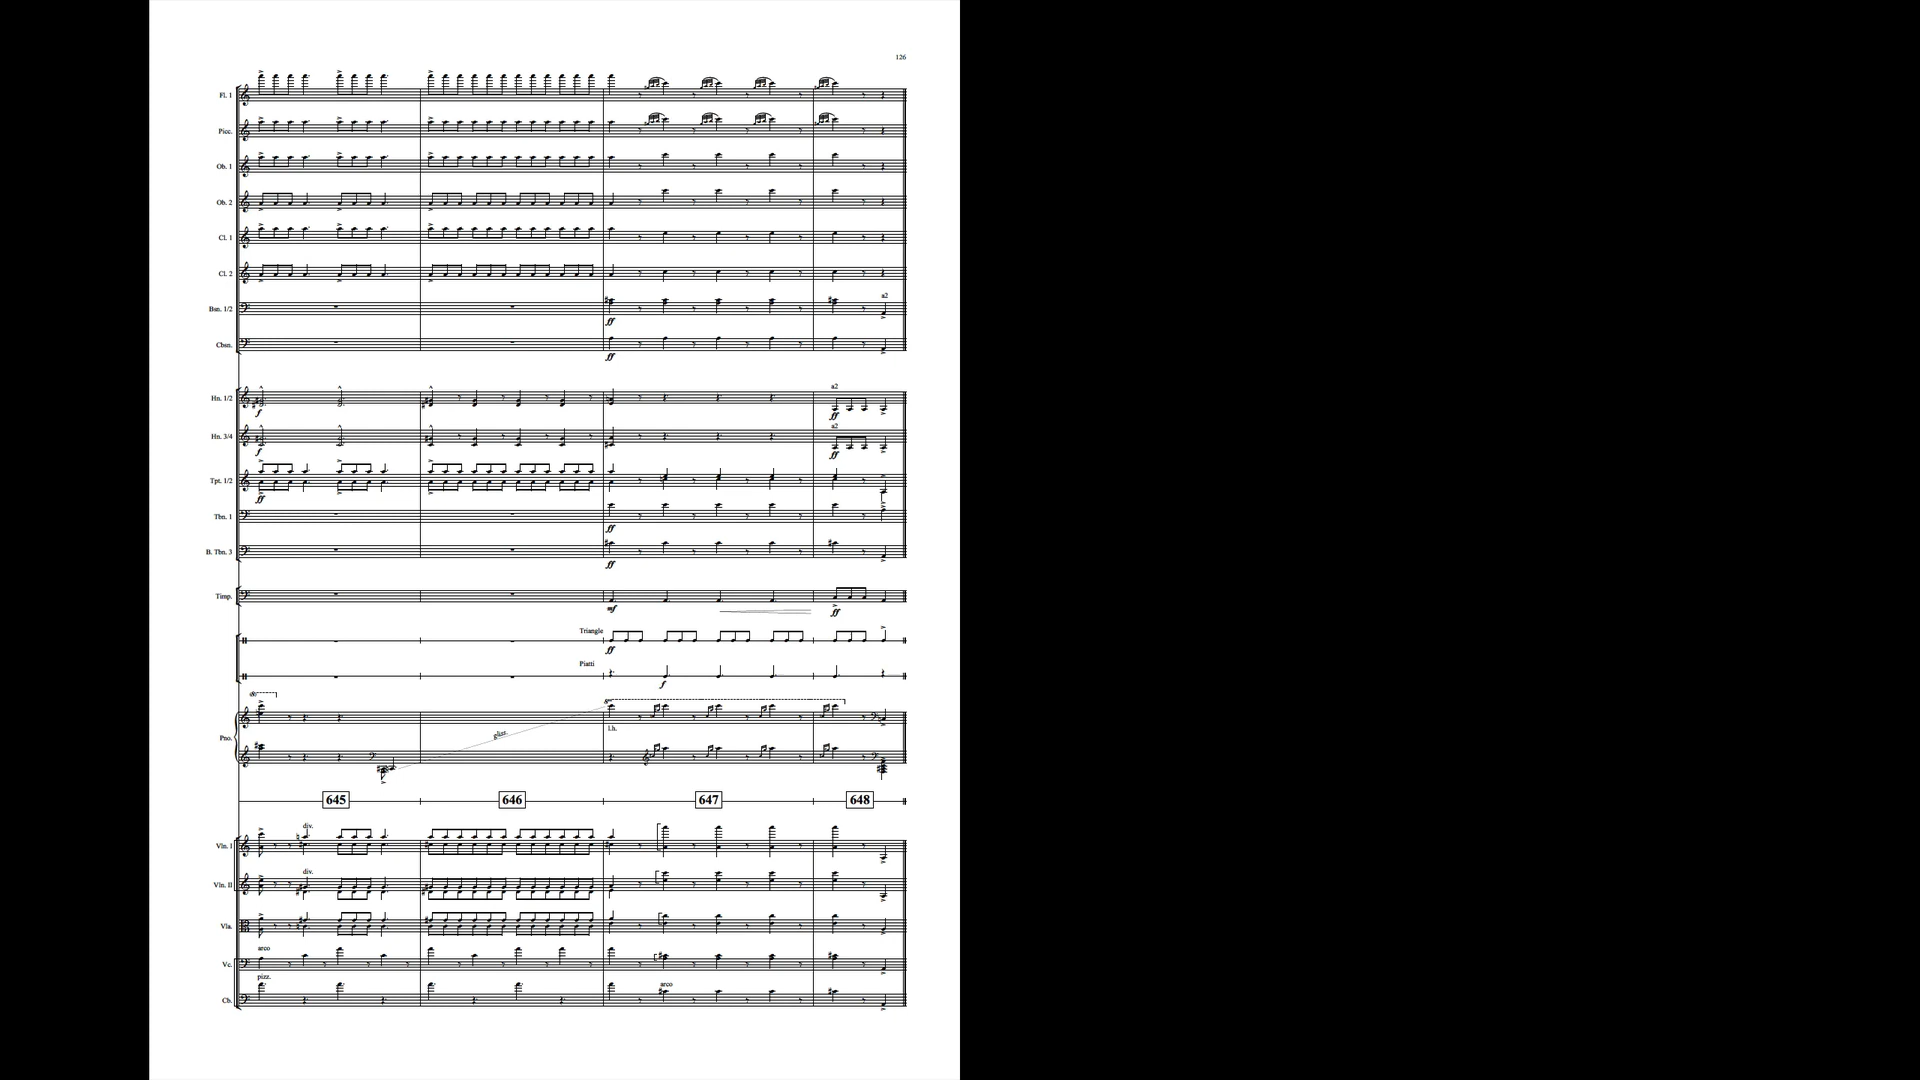 126
Fl. 1
Picc.
Ob. 1
Ob. 2
Cl. 1
Cl. 2
a2
Bsn. 1/2
ff
Cbsn.
ff
a2
Hn. 1/2
f
ff
a2
Hn. 3/4
f
ff
Tpt. 1/2
ff
Tbn. 1
ff
B. Tbn. 3
ff
Timp.
mf
ff
Triangle
ff
Piatti
f
8va
8va
l.h.
gliss.
Pno.
645
646
647
648
div.
Vln. I
div.
Vln. II
Vla.
arco
Vc.
pizz.
arco
Cb.